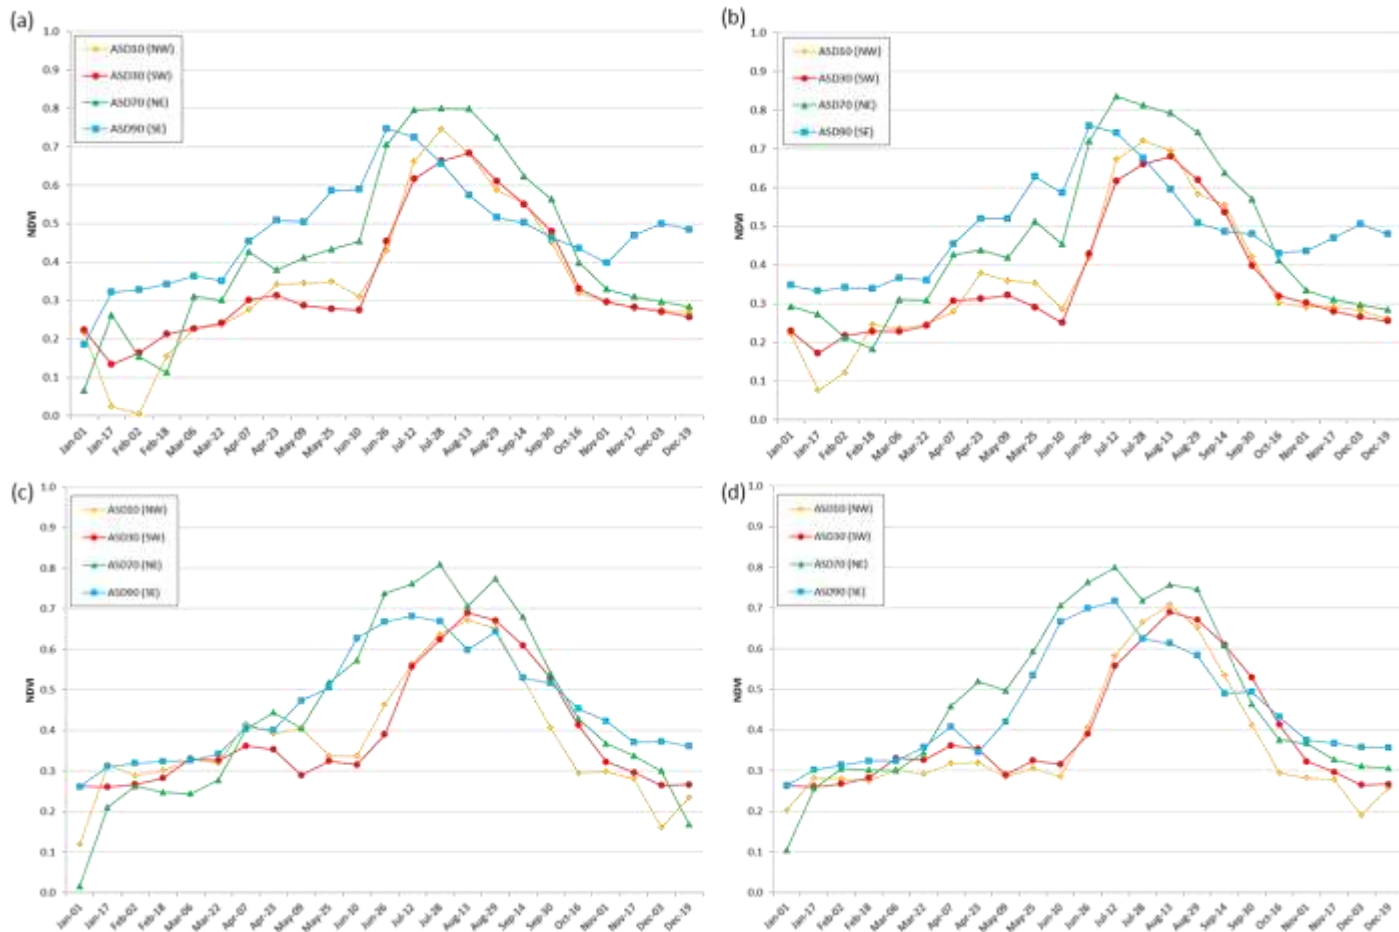 (a)
1.0
0.9
0.8
0.7
0.6
0.5
0.4
0.3
0.2
0.1
0.0
NDVI
ASD10 (NW)
ASD30 (SW)
ASD70 (NE)
ASD90 (SE)
Jan-01 Jan-17 Feb-02 Feb-18 Mar-06 Mar-22 Apr-07 Apr-23 May-09 May-25 Jun-10 Jun-26 Jul-12 Jul-28 Aug-13 Aug-29 Sep-14 Sep-30 Oct-16 Nov-01 Nov-17 Dec-03 Dec-19
(b)
1.0
0.9
0.8
0.7
0.6
0.5
0.4
0.3
0.2
0.1
0.0
NDVI
ASD10 (NW)
ASD30 (SW)
ASD70 (NE)
ASD90 (SE)
Jan-01 Jan-17 Feb-02 Feb-18 Mar-06 Mar-22 Apr-07 Apr-23 May-09 May-25 Jun-10 Jun-26 Jul-12 Jul-28 Aug-13 Aug-29 Sep-14 Sep-30 Oct-16 Nov-01 Nov-17 Dec-03 Dec-19
(c)
1.0
0.9
0.8
0.7
0.6
0.5
0.4
0.3
0.2
0.1
0.0
NDVI
ASD10 (NW)
ASD30 (SW)
ASD70 (NE)
ASD90 (SE)
Jan-01 Jan-17 Feb-02 Feb-18 Mar-06 Mar-22 Apr-07 Apr-23 May-09 May-25 Jun-10 Jun-26 Jul-12 Jul-28 Aug-13 Aug-29 Sep-14 Sep-30 Oct-16 Nov-01 Nov-17 Dec-03 Dec-19
(d)
1.0
0.9
0.8
0.7
0.6
0.5
0.4
0.3
0.2
0.1
0.0
NDVI
ASD10 (NW)
ASD30 (SW)
ASD70 (NE)
ASD90 (SE)
Jan-01 Jan-17 Feb-02 Feb-18 Mar-06 Mar-22 Apr-07 Apr-23 May-09 May-25 Jun-10 Jun-26 Jul-12 Jul-28 Aug-13 Aug-29 Sep-14 Sep-30 Oct-16 Nov-01 Nov-17 Dec-03 Dec-19